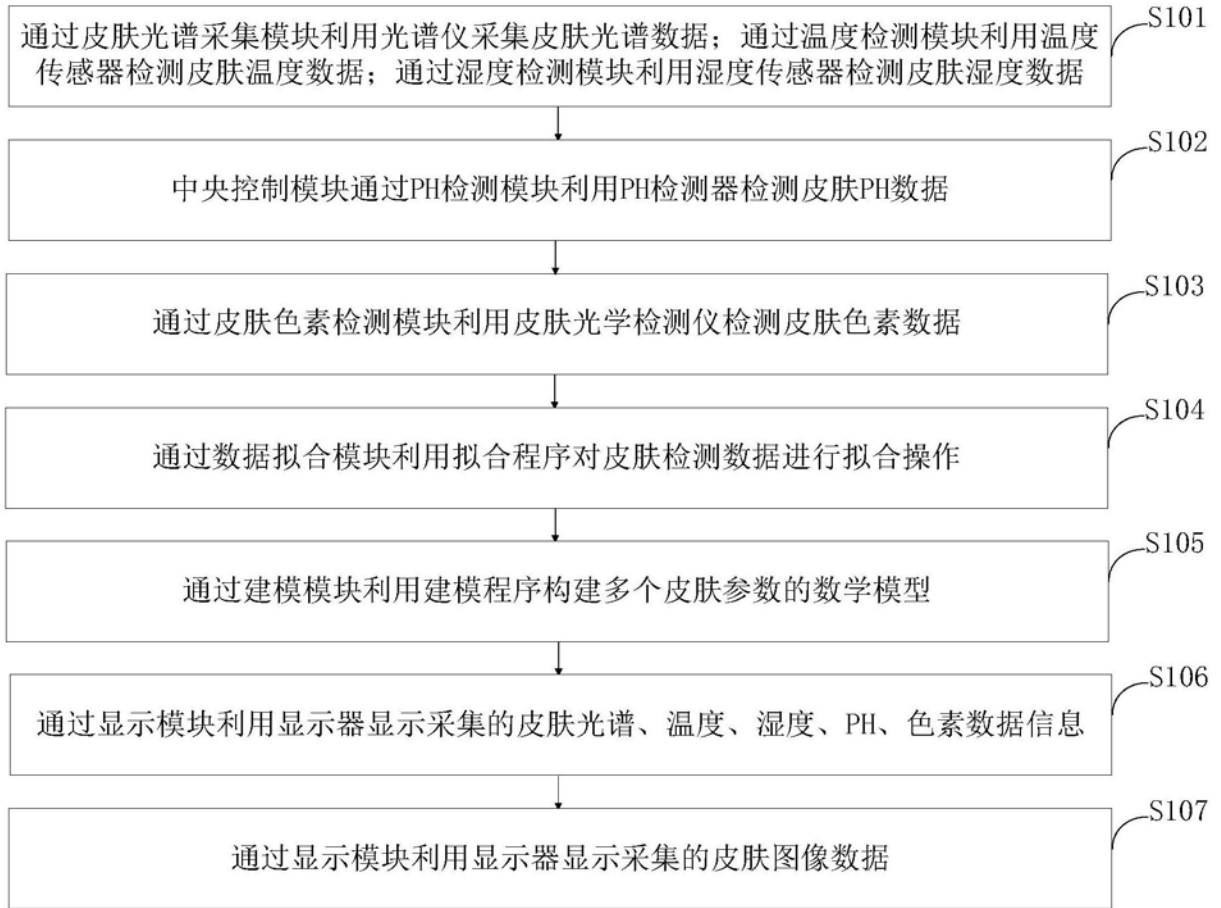 通过皮肤光谱采集模块利用光谱仪采集皮肤光谱数据；通过温度检测模块利用温度
传感器检测皮肤温度数据；通过湿度检测模块利用湿度传感器检测皮肤湿度数据
S101
中央控制模块通过PH检测模块利用PH检测器检测皮肤PH数据
S102
通过皮肤色素检测模块利用皮肤光学检测仪检测皮肤色素数据
S103
通过数据拟合模块利用拟合程序对皮肤检测数据进行拟合操作
S104
通过建模模块利用建模程序构建多个皮肤参数的数学模型
S105
通过显示模块利用显示器显示采集的皮肤光谱、温度、湿度、PH、色素数据信息
S106
通过显示模块利用显示器显示采集的皮肤图像数据
S107